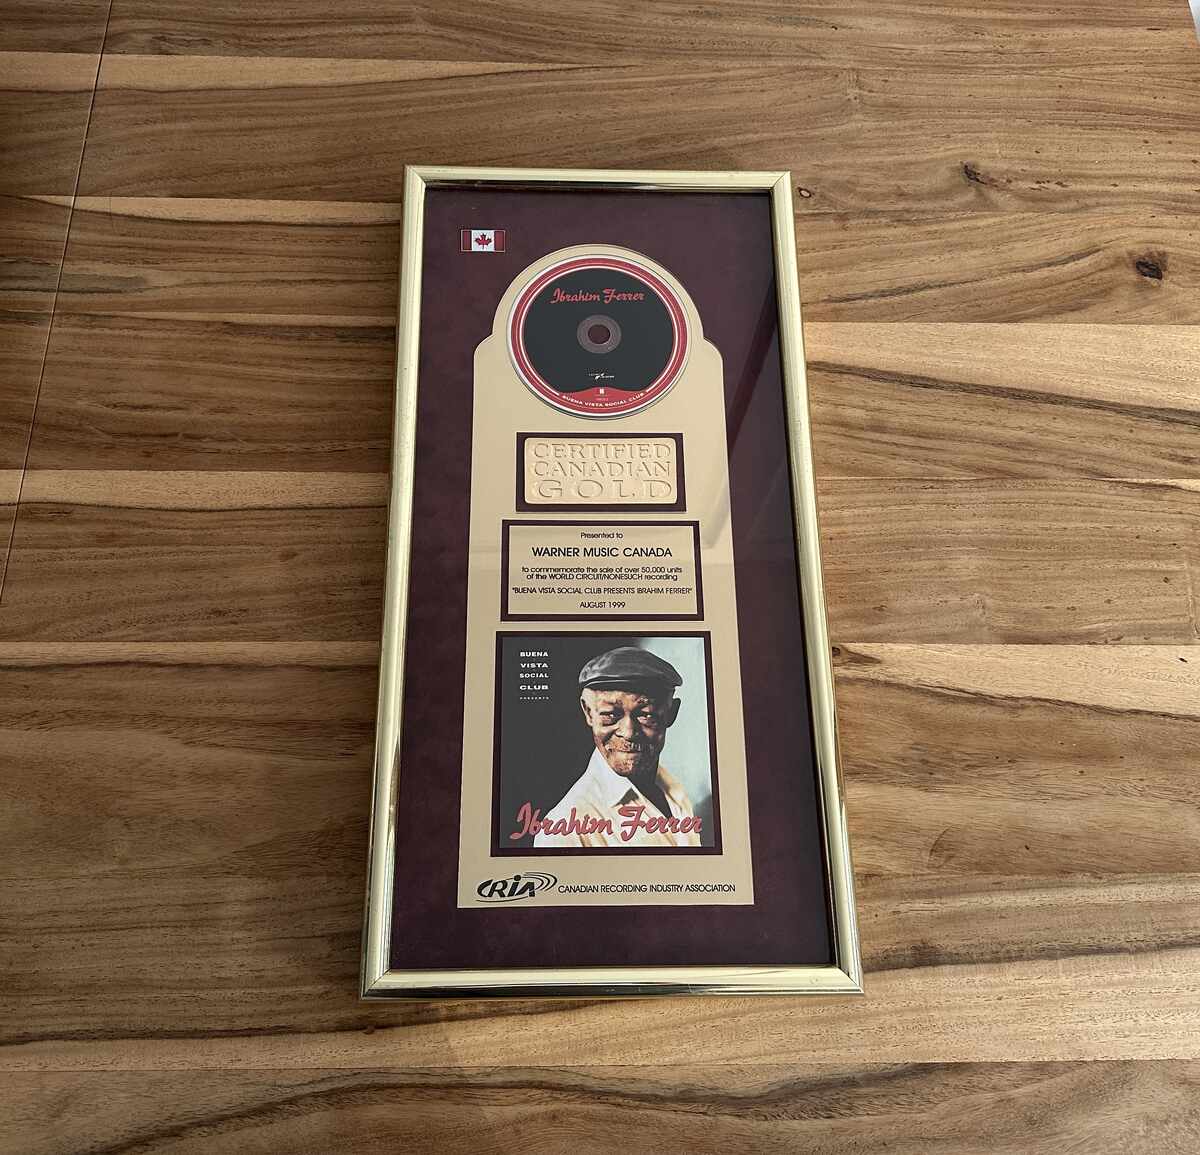 Ibrahim Ferrer
BUENA VISTA SOCIAL CLUB
CERTIFIED
CANADIAN
GOLD
Presented to
WARNER MUSIC CANADA
to commemorate the sale of over 50,000 units
of the WORLD CIRCUIT/NONESUCH recording
"BUENA VISTA SOCIAL CLUB PRESENTS IBRAHIM FERRER"
AUGUST 1999
BUENA
VISTA
SOCIAL
CLUB
PRESENTS
Ibrahim Ferrer
CRIA CANADIAN RECORDING INDUSTRY ASSOCIATION